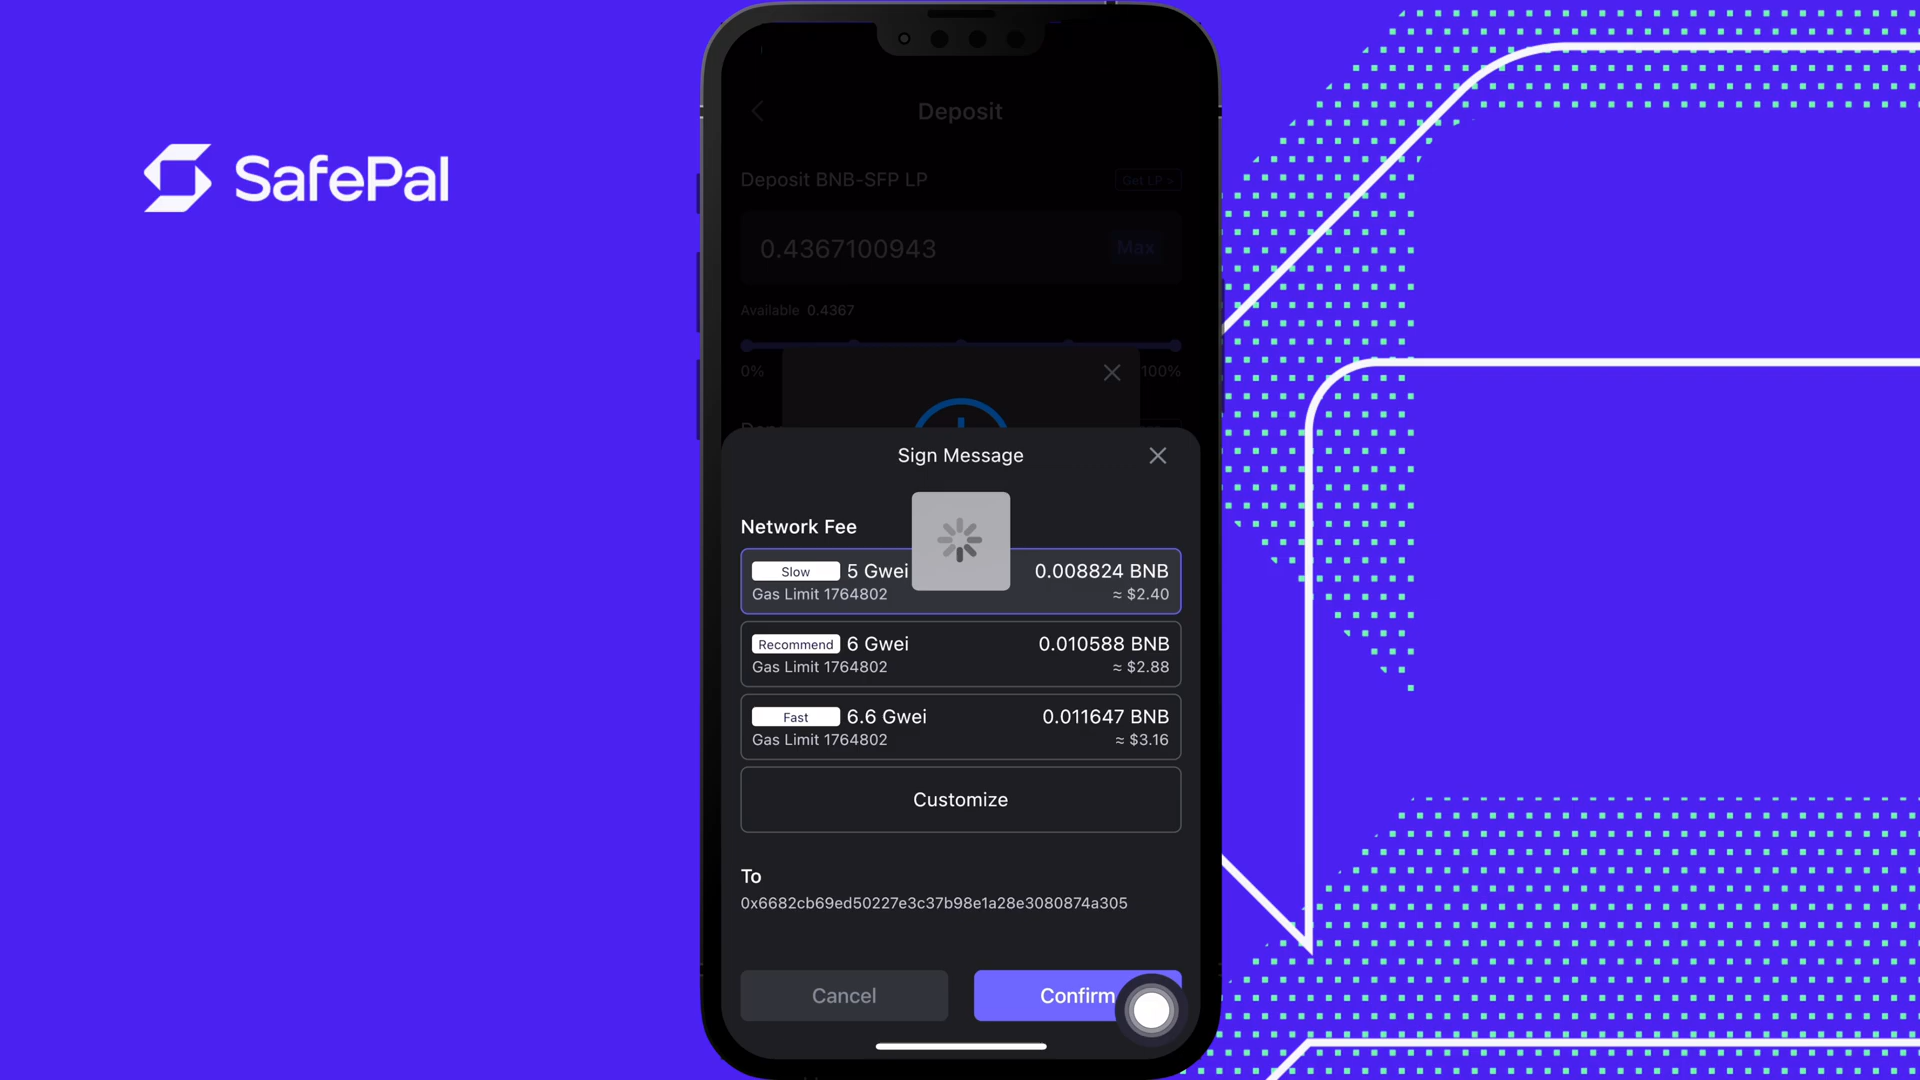 SafePal
Deposit
Deposit BNB-SFP LP
Get LP >
0.4367100943
Max
Available 0.4367
0%
100%
Sign Message
Network Fee
Slow 5 Gwei 0.008824 BNB
Gas Limit 1764802 ≈ $2.40
Recommend 6 Gwei 0.010588 BNB
Gas Limit 1764802 ≈ $2.88
Fast 6.6 Gwei 0.011647 BNB
Gas Limit 1764802 ≈ $3.16
Customize
To
0x6682cb69ed50227e3c37b98e1a28e3080874a305
Cancel
Confirm